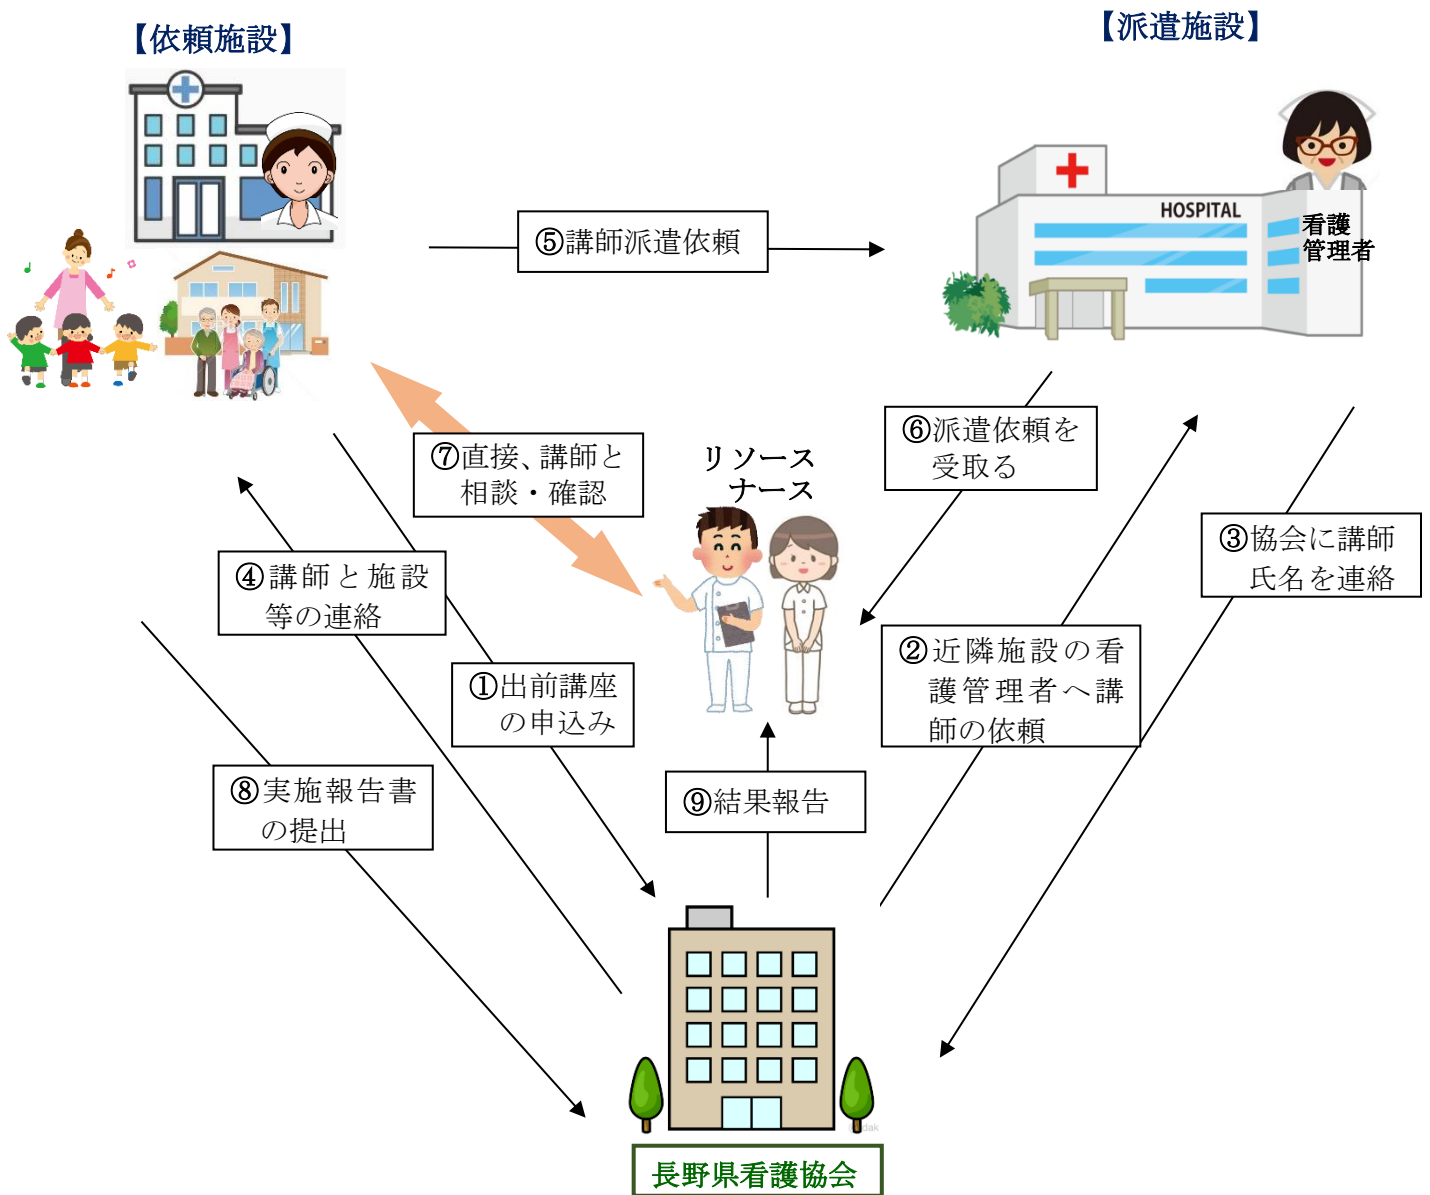 【依頼施設】
【派遣施設】
HOSPITAL
看護
管理者
⑤講師派遣依頼
⑥派遣依頼を
受取る
⑦直接、講師と
相談・確認
リソース
ナース
③協会に講師
氏名を連絡
④講師と施設
等の連絡
②近隣施設の看
護管理者へ講
師の依頼
①出前講座
の申込み
⑧実施報告書
の提出
⑨結果報告
長野県看護協会